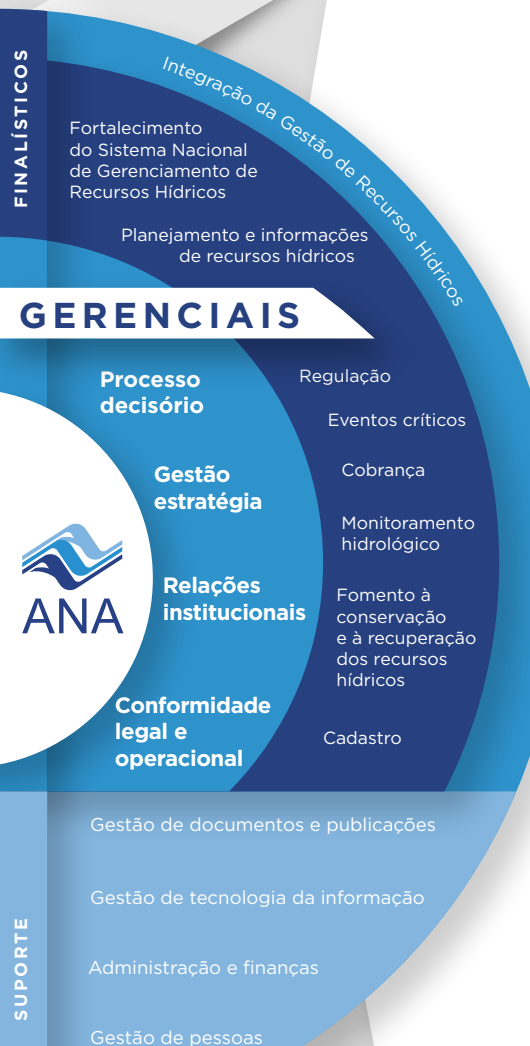 FINALÍSTICOS
Integração da Gestão de Recursos Hídricos
Fortalecimento
do Sistema Nacional
de Gerenciamento de
Recursos Hídricos
Planejamento e informações
de recursos hídricos
GERENCIAIS
Processo
decisório
Gestão
estratégia
Relações
institucionais
Conformidade
legal e
operacional
Regulação
Eventos críticos
Cobrança
Monitoramento
hidrológico
Fomento à
conservação
e à recuperação
dos recursos
hídricos
Cadastro
ANA
SUPORTE
Gestão de documentos e publicações
Gestão de tecnologia da informação
Administração e finanças
Gestão de pessoas